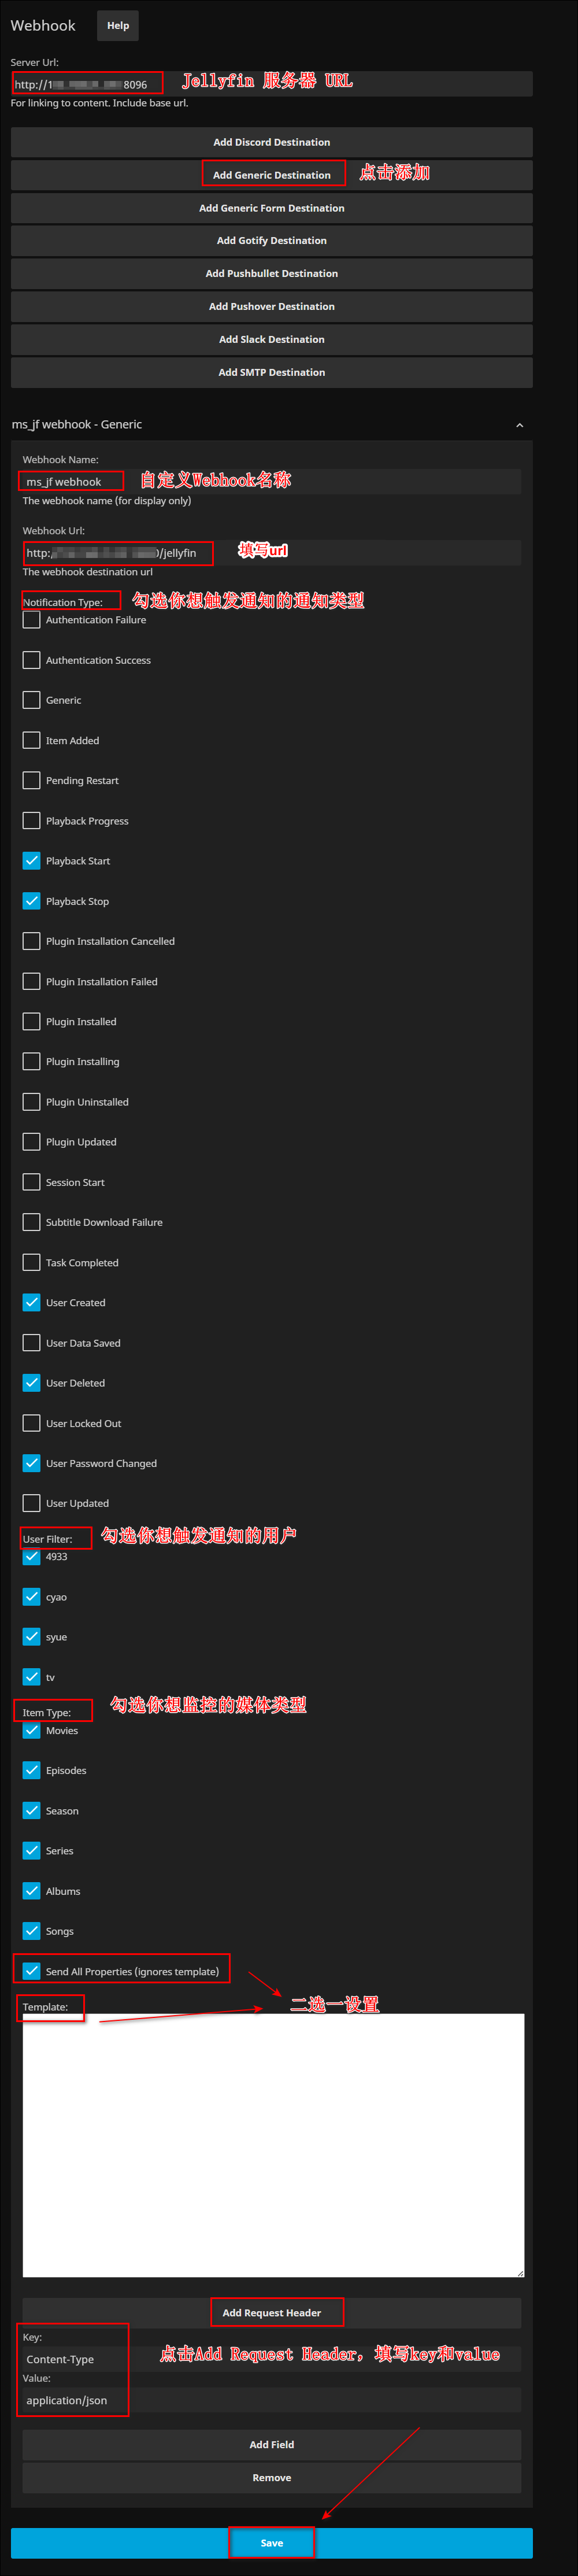 Webhook
Help
Server Url:
http://1 8096
Jellyfin 服务器 URL
For linking to content. Include base url.
Add Discord Destination
Add Generic Destination
点击添加
Add Generic Form Destination
Add Gotify Destination
Add Pushbullet Destination
Add Pushover Destination
Add Slack Destination
Add SMTP Destination
ms_jf webhook - Generic
Webhook Name:
ms_jf webhook
自定义Webhook名称
The webhook name (for display only)
Webhook Url:
http: /jellyfin
填写url
The webhook destination url
Notification Type:
勾选你想触发通知的通知类型
Authentication Failure
Authentication Success
Generic
Item Added
Pending Restart
Playback Progress
Playback Start
Playback Stop
Plugin Installation Cancelled
Plugin Installation Failed
Plugin Installed
Plugin Installing
Plugin Uninstalled
Plugin Updated
Session Start
Subtitle Download Failure
Task Completed
User Created
User Data Saved
User Deleted
User Locked Out
User Password Changed
User Updated
User Filter:
勾选你想触发通知的用户
4933
cyao
syue
tv
Item Type:
勾选你想监控的媒体类型
Movies
Episodes
Season
Series
Albums
Songs
Send All Properties (ignores template)
Template:
二选一设置
Add Request Header
Key:
Content-Type
点击Add Request Header, 填写key和value
Value:
application/json
Add Field
Remove
Save